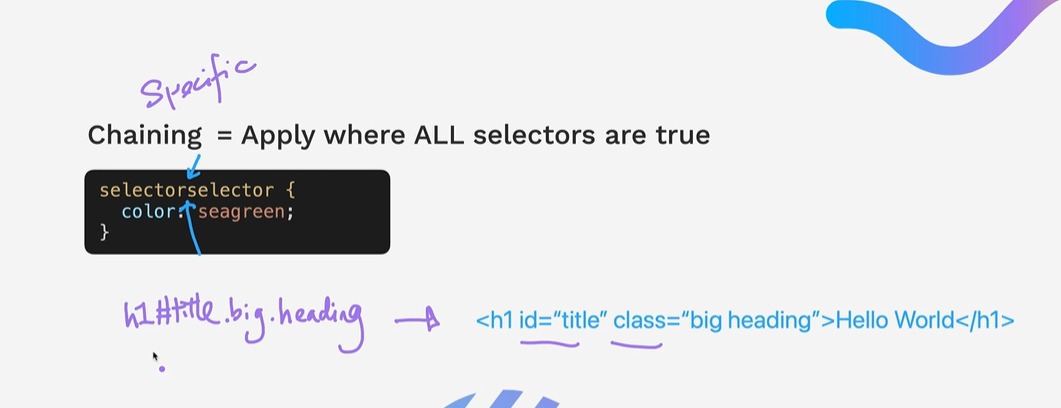 Specific
Chaining = Apply where ALL selectors are true
selectorselector {
color: seagreen;
}
h1#title.big.heading
<h1 id="title" class="big heading">Hello World</h1>